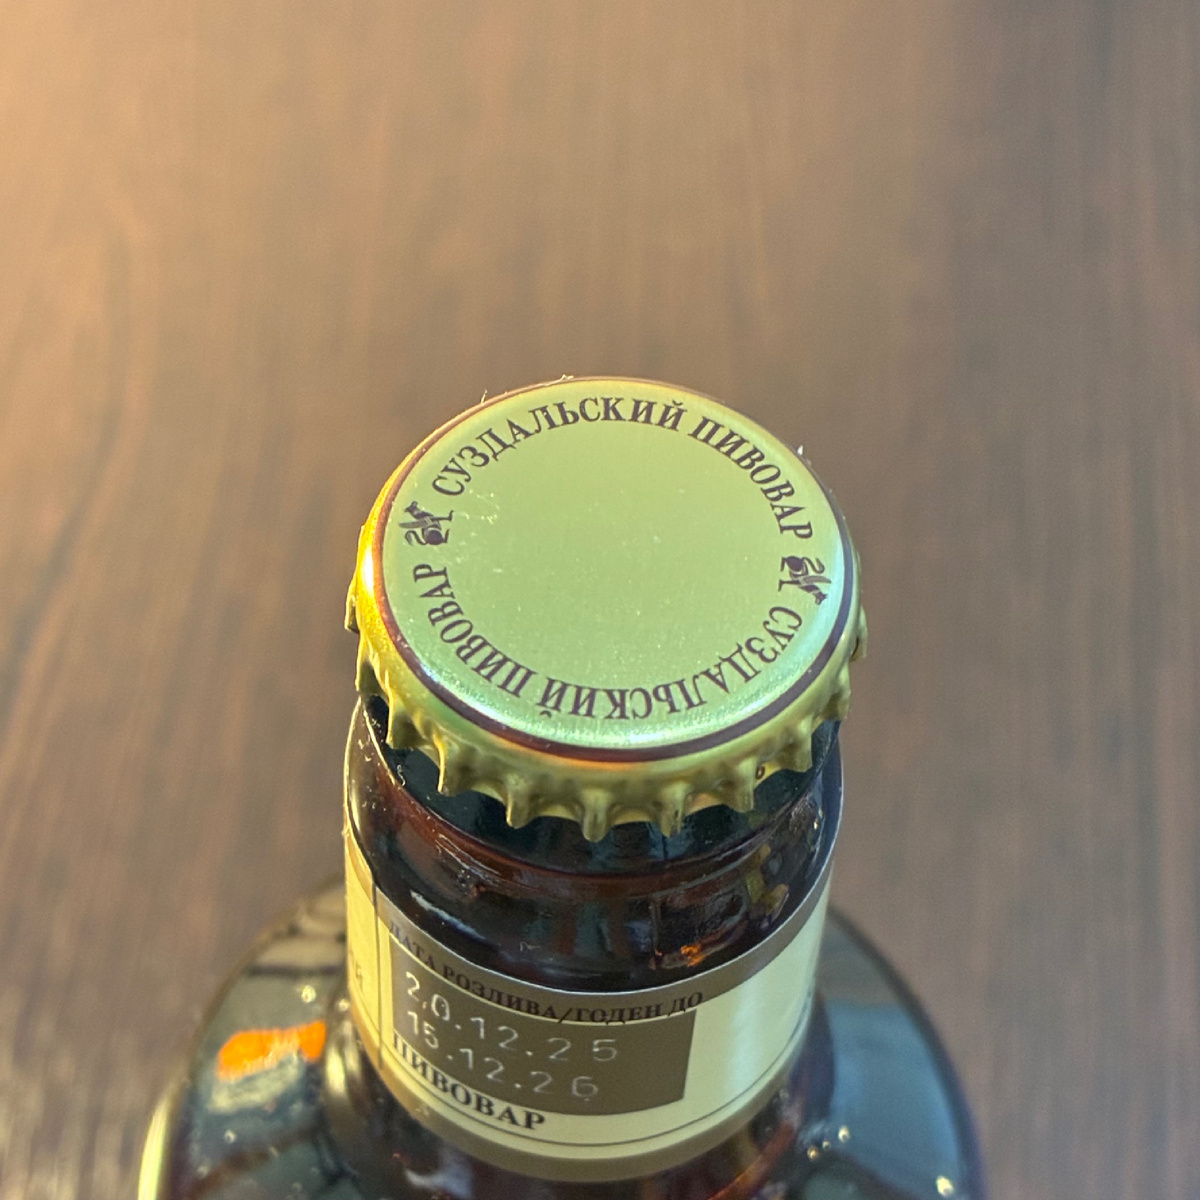 СУЗДАЛЬСКИЙ ПИВОВАР
СУЗДАЛЬСКИЙ ПИВОВАР
ДАТА РОЗЛИВА/ГОДЕН ДО
20.12.25
15.12.26
ПИВОВАР